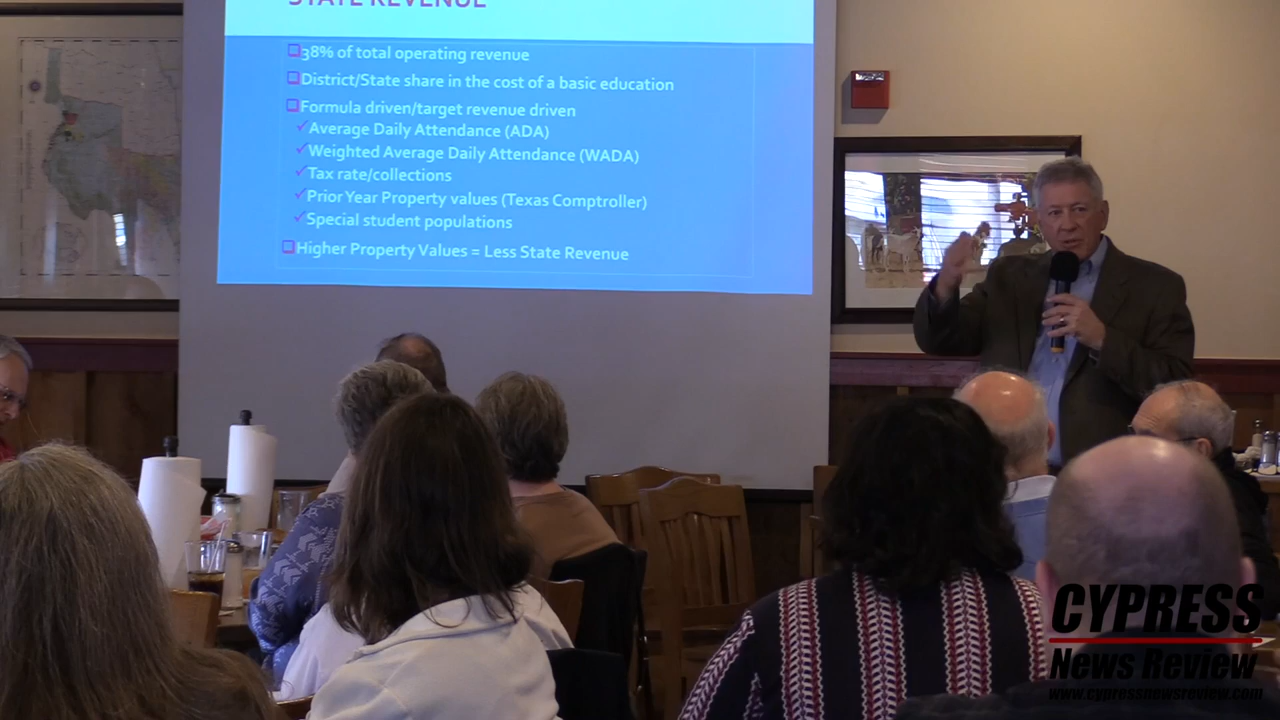 STATE REVENUE
38% of total operating revenue
District/State share in the cost of a basic education
Formula driven/target revenue driven
Average Daily Attendance (ADA)
Weighted Average Daily Attendance (WADA)
Tax rate/collections
Prior Year Property values (Texas Comptroller)
Special student populations
Higher Property Values = Less State Revenue
CYPRESS
News Review
www.cypressnewsreview.com